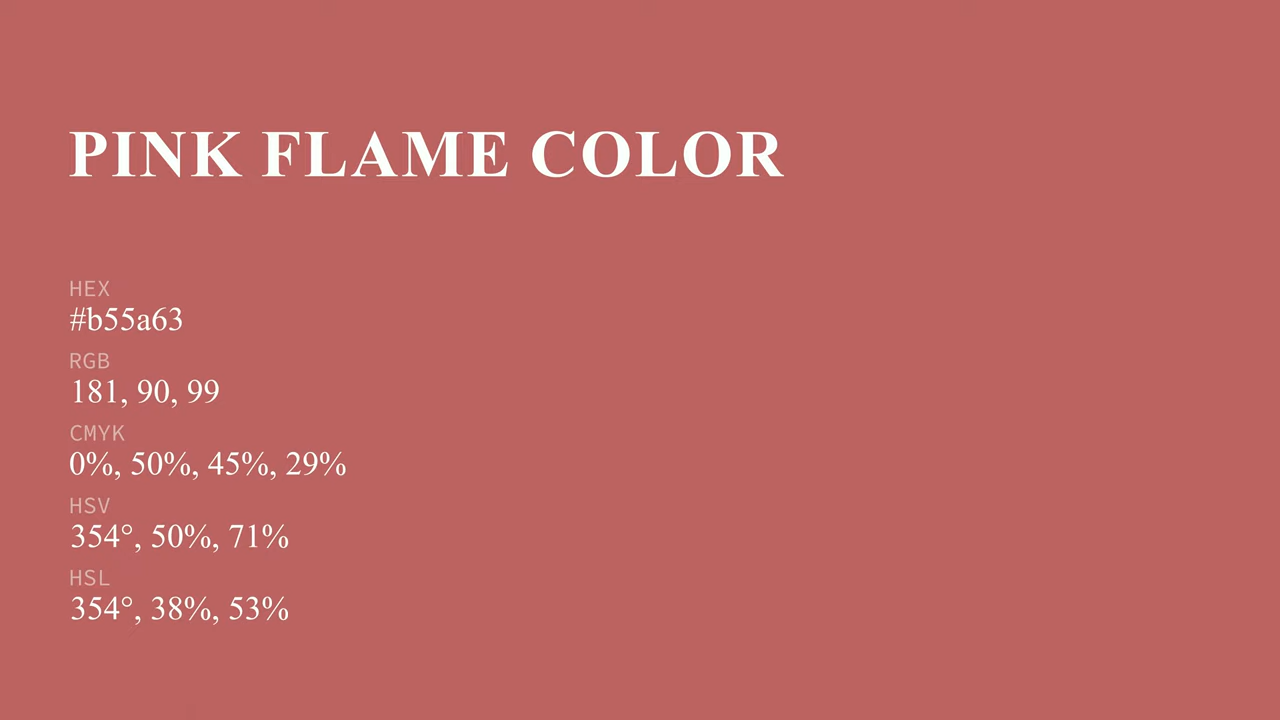 PINK FLAME COLOR
HEX
#b55a63
RGB
181, 90, 99
CMYK
0%, 50%, 45%, 29%
HSV
354°, 50%, 71%
HSL
354°, 38%, 53%